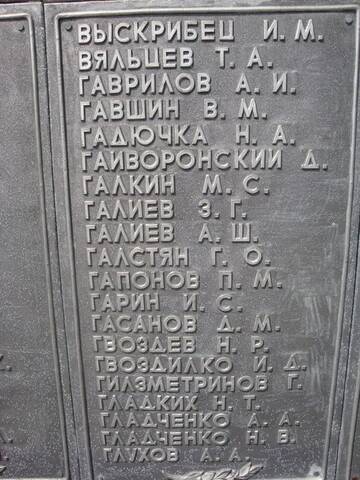 ВЫСКРИБЕЦ И. М.
ВЯЛЬЦЕВ Т. А.
ГАВРИЛОВ А. И.
ГАВШИН В. М.
ГАДЮЧКА Н. А.
ГАЙВОРОНСКИЙ Д.
ГАЛКИН М. С.
ГАЛИЕВ З. Г.
ГАЛИЕВ А. Ш.
ГАЛСТЯН Г. О.
ГАПОНОВ П. М.
ГАРИН И. С.
ГАСАНОВ Д. М.
ГВОЗДЕВ Н. Р.
ГВОЗДИЛКО И. Д.
ГИЛЗМЕТРИНОВ Г.
ГЛАДКИХ Н. Т.
ГЛАДЧЕНКО А. А.
ГЛАДЧЕНКО Н. В.
ГЛУХОВ А. А.